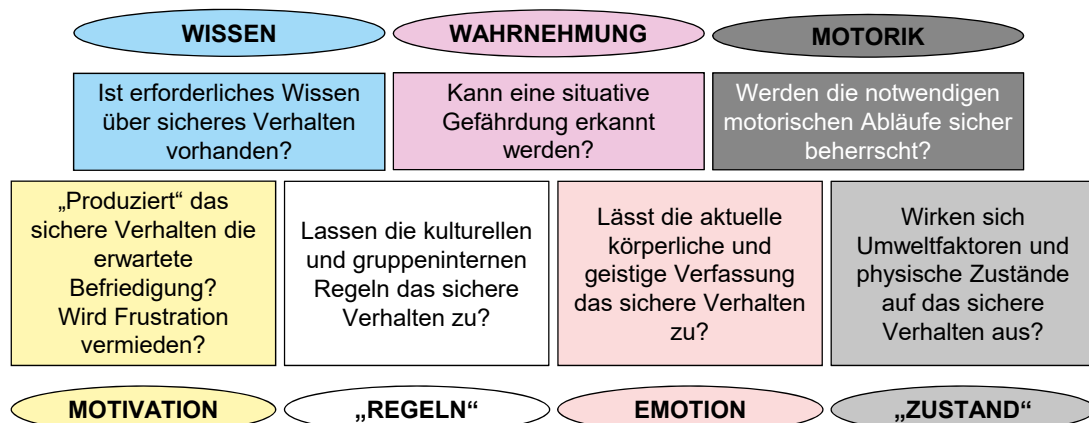 WISSEN
WAHRNEHMUNG
MOTORIK
Ist erforderliches Wissen
über sicheres Verhalten
vorhanden?
Kann eine situative
Gefährdung erkannt
werden?
Werden die notwendigen
motorischen Abläufe sicher
beherrscht?
„Produziert“ das
sichere Verhalten die
erwartete
Befriedigung?
Wird Frustration
vermieden?
Lassen die kulturellen
und gruppeninternen
Regeln das sichere
Verhalten zu?
Lässt die aktuelle
körperliche und
geistige Verfassung
das sichere Verhalten
zu?
Wirken sich
Umweltfaktoren und
physische Zustände
auf das sichere
Verhalten aus?
MOTIVATION
„REGELN“
EMOTION
„ZUSTAND“